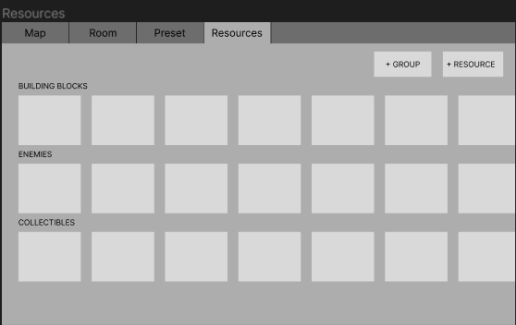 Resources
Map Room Preset Resources
+ GROUP + RESOURCE
BUILDING BLOCKS
ENEMIES
COLLECTIBLES